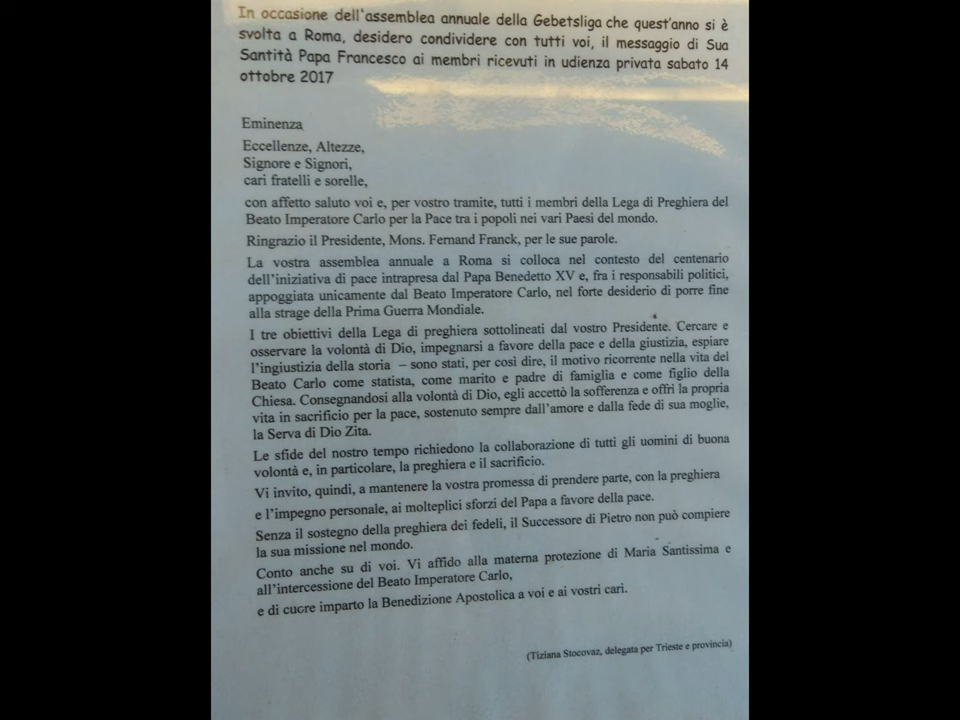 In occasione dell'assemblea annuale della Gebetsliga che quest'anno si è
svolta a Roma, desidero condividere con tutti voi, il messaggio di Sua
Santità Papa Francesco ai membri ricevuti in udienza privata sabato 14
ottobre 2017
Eminenza
Eccellenze, Altezze,
Signore e Signori,
cari fratelli e sorelle,
con affetto saluto voi e, per vostro tramite, tutti i membri della Lega di Preghiera del
Beato Imperatore Carlo per la Pace tra i popoli nei vari Paesi del mondo.
Ringrazio il Presidente, Mons. Fernand Franck, per le sue parole.
La vostra assemblea annuale a Roma si colloca nel contesto del centenario
dell'iniziativa di pace intrapresa dal Papa Benedetto XV e, fra i responsabili politici,
appoggiata unicamente dal Beato Imperatore Carlo, nel forte desiderio di porre fine
alla strage della Prima Guerra Mondiale.
I tre obiettivi della Lega di preghiera sottolineati dal vostro Presidente. Cercare e
osservare la volontà di Dio, impegnarsi a favore della pace e della giustizia, espiare
l'ingiustizia della storia – sono stati, per così dire, il motivo ricorrente nella vita del
Beato Carlo come statista, come marito e padre di famiglia e come figlio della
Chiesa. Consegnandosi alla volontà di Dio, egli accettò la sofferenza e offrì la propria
vita in sacrificio per la pace, sostenuto sempre dall'amore e dalla fede di sua moglie,
la Serva di Dio Zita.
Le sfide del nostro tempo richiedono la collaborazione di tutti gli uomini di buona
volontà e, in particolare, la preghiera e il sacrificio.
Vi invito, quindi, a mantenere la vostra promessa di prendere parte, con la preghiera
e l'impegno personale, ai molteplici sforzi del Papa a favore della pace.
Senza il sostegno della preghiera dei fedeli, il Successore di Pietro non può compiere
la sua missione nel mondo.
Conto anche su di voi. Vi affido alla materna protezione di Maria Santissima e
all'intercessione del Beato Imperatore Carlo,
e di cuore imparto la Benedizione Apostolica a voi e ai vostri cari.
(Tiziana Stocovaz, delegata per Trieste e provincia)